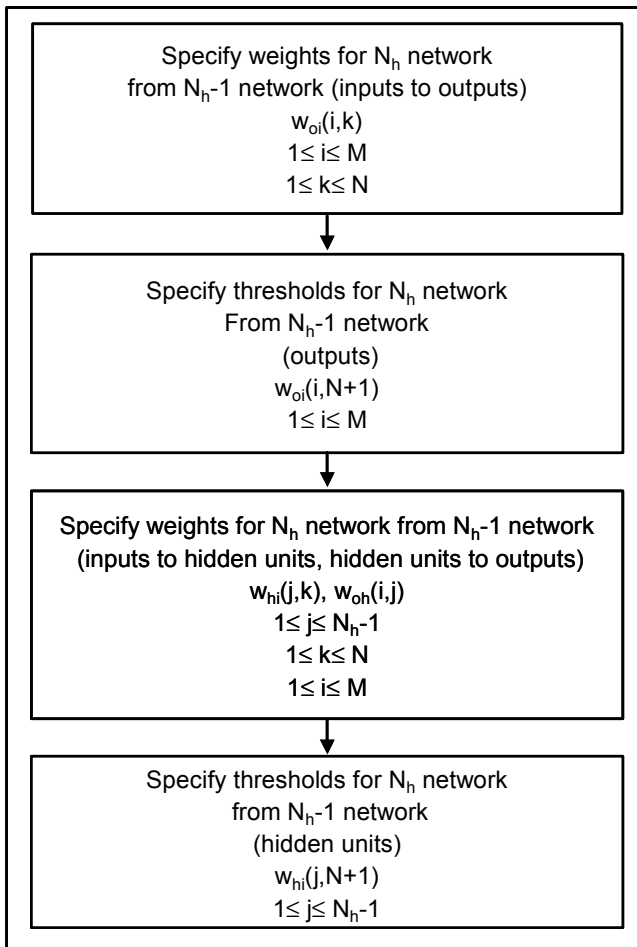 Specify weights for Nₕ network
from Nₕ-1 network (inputs to outputs)
wₒᵢ(i,k)
1≤ i≤ M
1≤ k≤ N
Specify thresholds for Nₕ network
From Nₕ-1 network
(outputs)
wₒᵢ(i,N+1)
1≤ i≤ M
Specify weights for Nₕ network from Nₕ-1 network
(inputs to hidden units, hidden units to outputs)
wₕᵢ(j,k), wₒₕ(i,j)
1≤ j≤ Nₕ-1
1≤ k≤ N
1≤ i≤ M
Specify thresholds for Nₕ network
from Nₕ-1 network
(hidden units)
wₕᵢ(j,N+1)
1≤ j≤ Nₕ-1